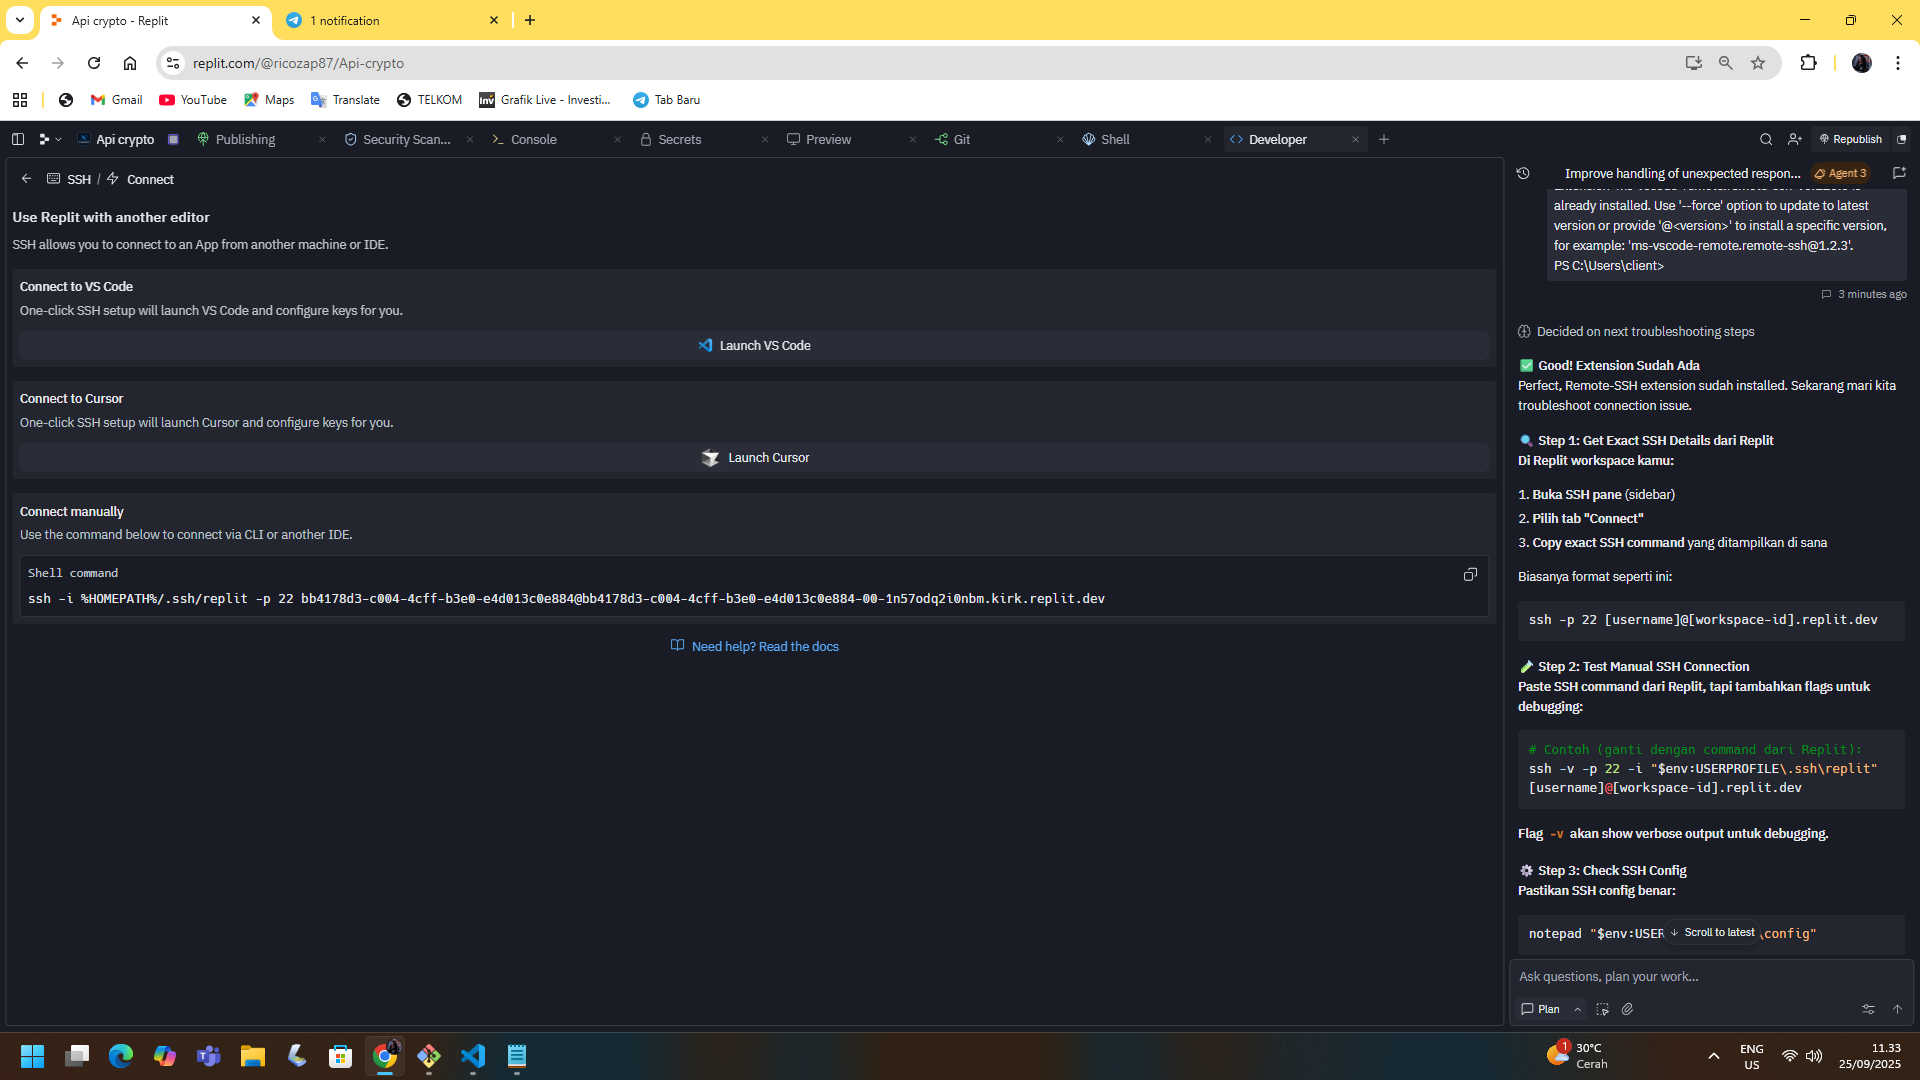 Api crypto - Replit
1 notification
replit.com/@ricozap87/Api-crypto
Gmail
YouTube
Maps
Translate
TELKOM
Inv
Grafik Live - Investi...
Tab Baru
Api crypto
Publishing
Security Scan...
Console
Secrets
Preview
Git
Shell
Developer
Republish
SSH / Connect
Use Replit with another editor
SSH allows you to connect to an App from another machine or IDE.
Connect to VS Code
One-click SSH setup will launch VS Code and configure keys for you.
Launch VS Code
Connect to Cursor
One-click SSH setup will launch Cursor and configure keys for you.
Launch Cursor
Connect manually
Use the command below to connect via CLI or another IDE.
Shell command
ssh -i %HOMEPATH%/.ssh/replit -p 22 bb4178d3-c004-4cff-b3e0-e4d013c0e884@bb4178d3-c004-4cff-b3e0-e4d013c0e884-00-1n57odq2i0nbm.kirk.replit.dev
Need help? Read the docs
Improve handling of unexpected respon...
Agent 3
already installed. Use '--force' option to update to latest
version or provide '@<version>' to install a specific version,
for example: 'ms-vscode-remote.remote-ssh@1.2.3'.
PS C:\Users\client>
3 minutes ago
Decided on next troubleshooting steps
✅ Good! Extension Sudah Ada
Perfect, Remote-SSH extension sudah installed. Sekarang mari kita
troubleshoot connection issue.
🔍 Step 1: Get Exact SSH Details dari Replit
Di Replit workspace kamu:
1. Buka SSH pane (sidebar)
2. Pilih tab "Connect"
3. Copy exact SSH command yang ditampilkan di sana
Biasanya format seperti ini:
ssh -p 22 [username]@[workspace-id].replit.dev
🧪 Step 2: Test Manual SSH Connection
Paste SSH command dari Replit, tapi tambahkan flags untuk
debugging:
# Contoh (ganti dengan command dari Replit):
ssh -v -p 22 -i "$env:USERPROFILE\.ssh\replit"
[username]@[workspace-id].replit.dev
Flag -v akan show verbose output untuk debugging.
⚙️ Step 3: Check SSH Config
Pastikan SSH config benar:
notepad "$env:USER
Scroll to latest
\config"
Ask questions, plan your work...
Plan
1
30°C
Cerah
ENG
US
11.33
25/09/2025